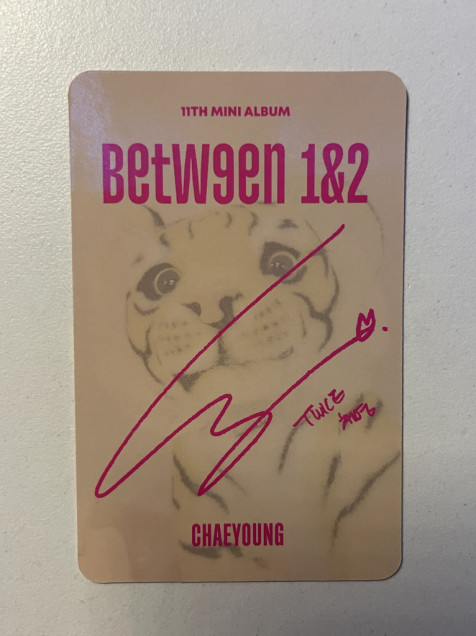 11TH MINI ALBUM
BetW9en 1&2
TWICE
CHAEYOUNG